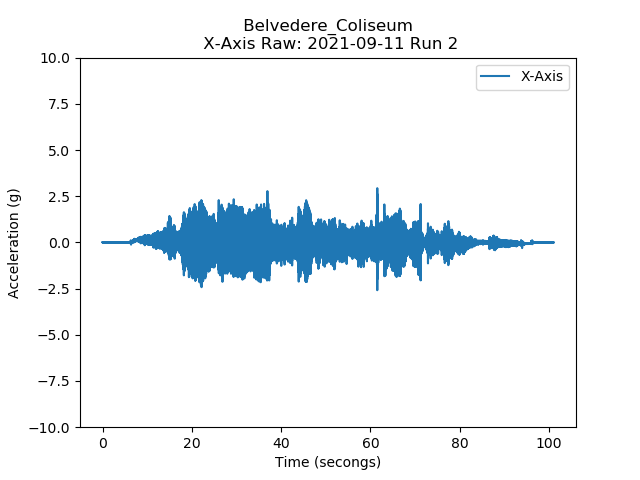 Belvedere_Coliseum
X-Axis Raw: 2021-09-11 Run 2
10.0
7.5
5.0
2.5
0.0
−2.5
−5.0
−7.5
−10.0
Acceleration (g)
X-Axis
0 20 40 60 80 100
Time (secongs)